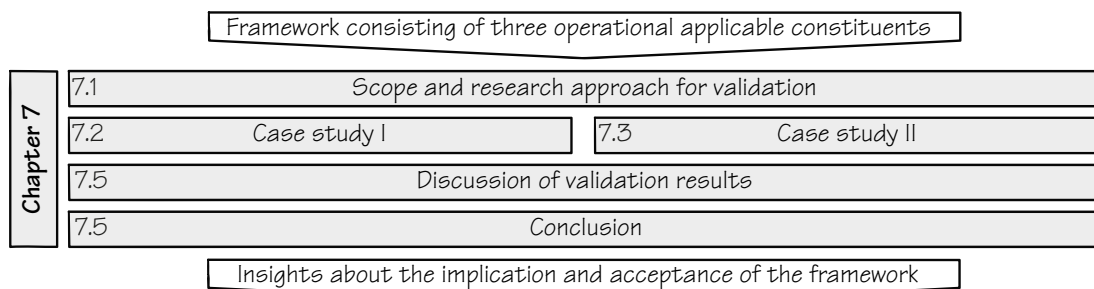 Framework consisting of three operational applicable constituents
Chapter 7
7.1 Scope and research approach for validation
7.2 Case study I 7.3 Case study II
7.5 Discussion of validation results
7.5 Conclusion
Insights about the implication and acceptance of the framework